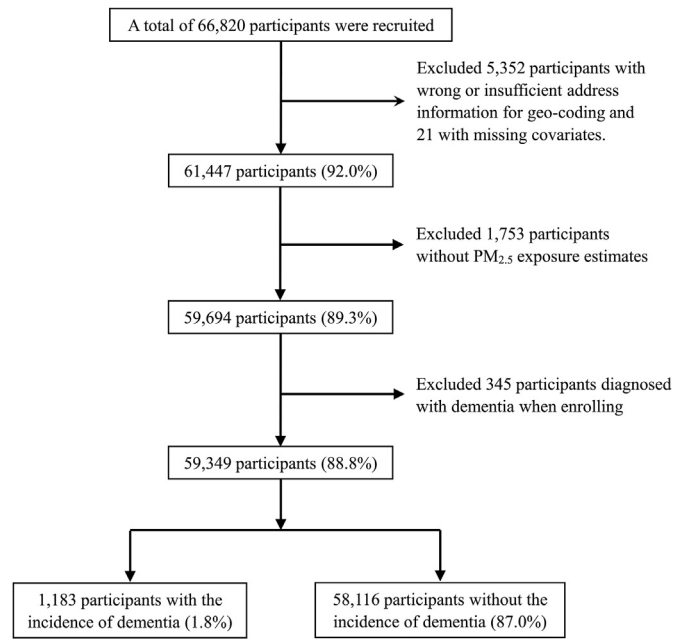 A total of 66,820 participants were recruited
Excluded 5,352 participants with
wrong or insufficient address
information for geo-coding and
21 with missing covariates.
61,447 participants (92.0%)
Excluded 1,753 participants
without PM2.5 exposure estimates
59,694 participants (89.3%)
Excluded 345 participants diagnosed
with dementia when enrolling
59,349 participants (88.8%)
1,183 participants with the
incidence of dementia (1.8%)
58,116 participants without the
incidence of dementia (87.0%)